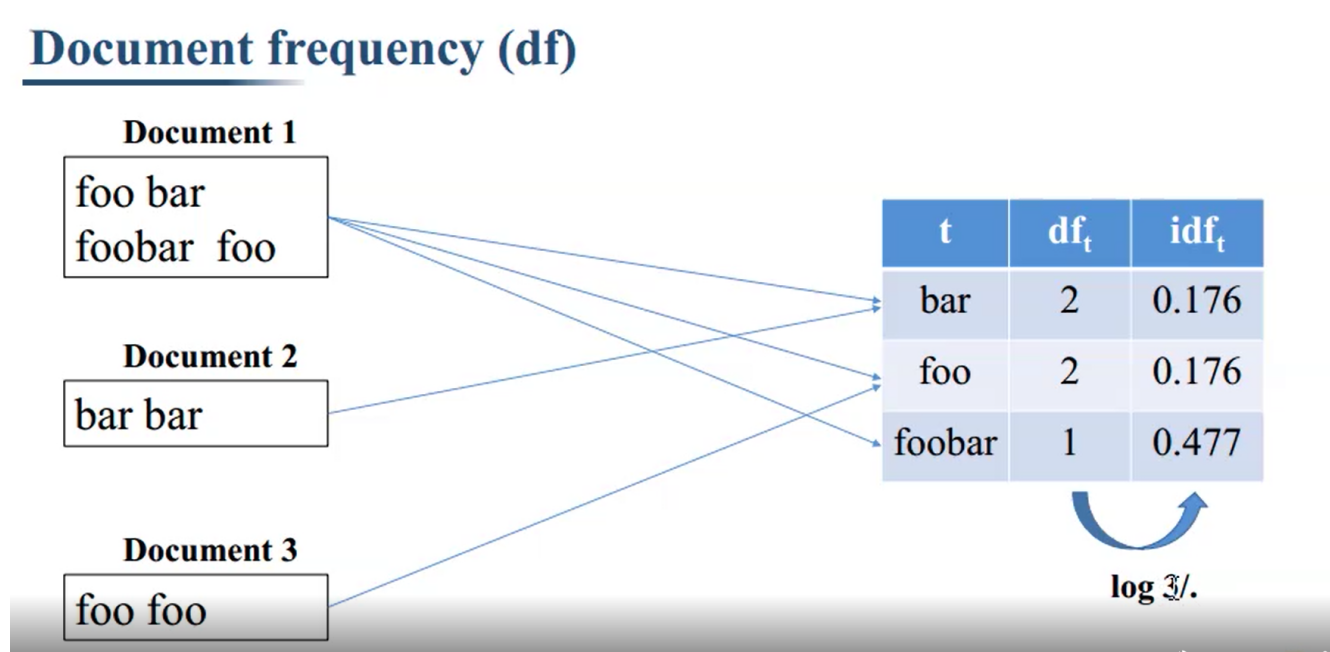 Document frequency (df)
Document 1
foo bar
foobar foo
Document 2
bar bar
Document 3
foo foo
t df_t idf_t
bar 2 0.176
foo 2 0.176
foobar 1 0.477
log 3/.